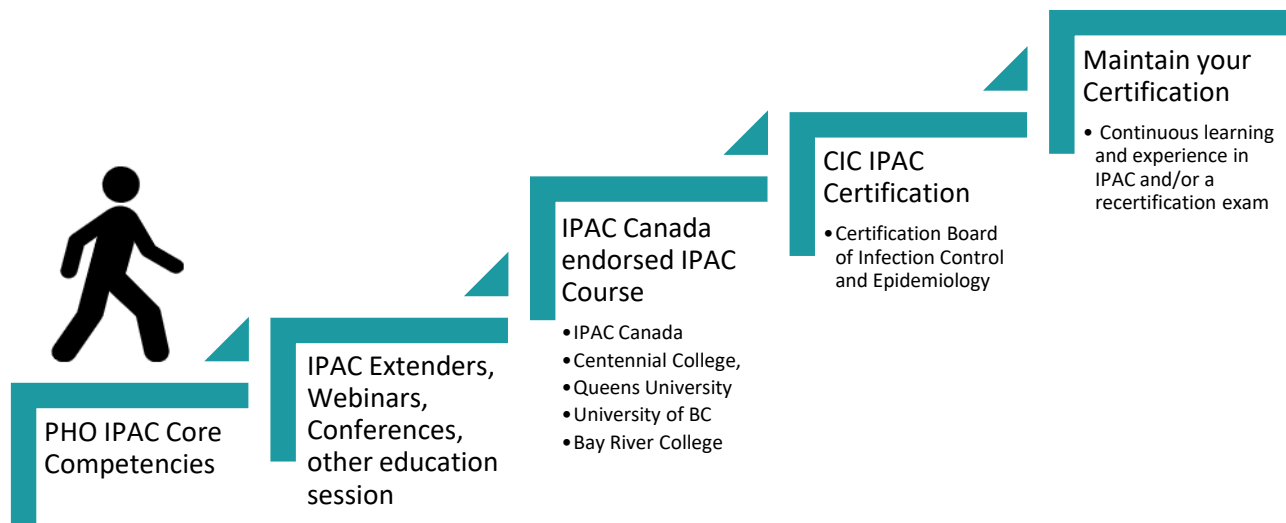 PHO IPAC Core
Competencies
IPAC Extenders,
Webinars,
Conferences,
other education
session
IPAC Canada
endorsed IPAC
Course
•IPAC Canada
•Centennial College,
•Queens University
•University of BC
•Bay River College
CIC IPAC
Certification
•Certification Board
of Infection Control
and Epidemiology
Maintain your
Certification
• Continuous learning
and experience in
IPAC and/or a
recertification exam